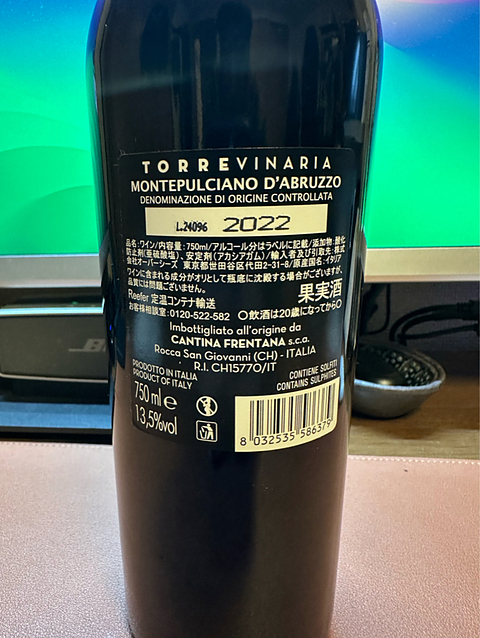 TORREVINARIA
MONTEPULCIANO D'ABRUZZO
DENOMINAZIONE DI ORIGINE CONTROLLATA
L.24096 2022
品名:ワイン/内容量:750ml/アルコール分はラベルに記載/添加物:酸化
防止剤(亜硫酸塩)、安定剤(アカシアガム)/輸入者及び引取先:株式
会社オーバーシーズ 東京都世田谷区代田2-31-8/原産国名:イタリア
ワインに含まれる成分がオリとして瓶底に沈殿する場合がございますが、
品質には問題ございません。
果実酒
Reefer 定温コンテナ輸送
お客様相談室:0120-522-582 〇飲酒は20歳になってから〇
Imbottigliato all'origine da
CANTINA FRENTANA s.c.a.
Rocca San Giovanni (CH) - ITALIA
R.I. CH15770/IT
PRODOTTO IN ITALIA
PRODUCT OF ITALY
CONTIENE SOLFITI
CONTAINS SULPHITES
750 ml e
13,5%vol
8 032535 586379